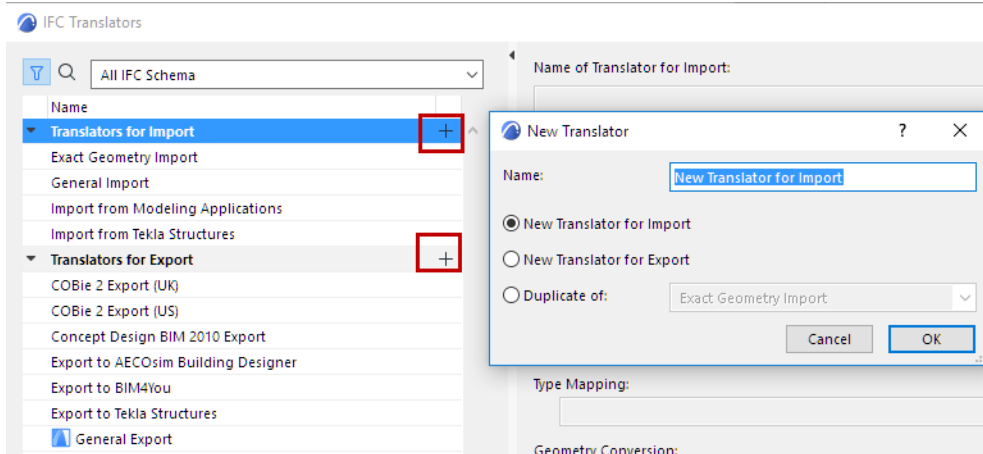 IFC Translators
All IFC Schema
Name
Translators for Import
Exact Geometry Import
General Import
Import from Modeling Applications
Import from Tekla Structures
Translators for Export
COBie 2 Export (UK)
COBie 2 Export (US)
Concept Design BIM 2010 Export
Export to AECOsim Building Designer
Export to BIM4You
Export to Tekla Structures
General Export
Name of Translator for Import:
New Translator
?
Name:
New Translator for Import
New Translator for Import
New Translator for Export
Duplicate of:
Exact Geometry Import
Cancel
OK
Type Mapping:
Geometry Conversion: